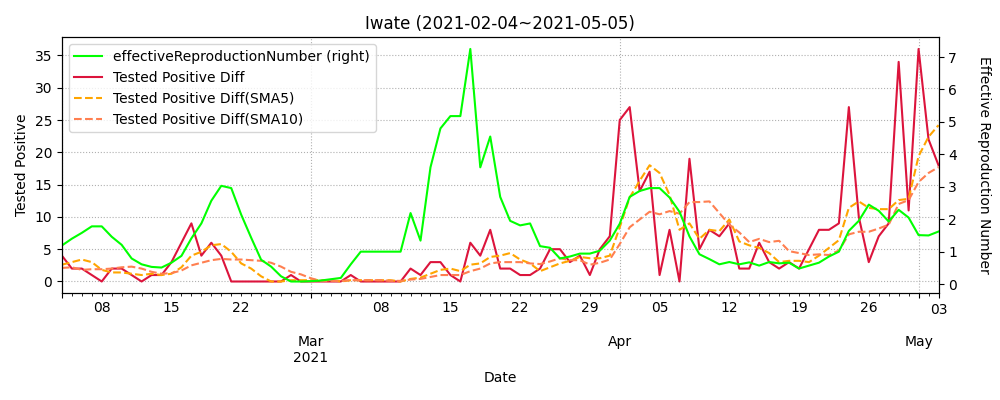 Iwate (2021-02-04~2021-05-05)
effectiveReproductionNumber (right)
Tested Positive Diff
Tested Positive Diff(SMA5)
Tested Positive Diff(SMA10)
Tested Positive
35
30
25
20
15
10
5
0
Effective Reproduction Number
7
6
5
4
3
2
1
0
08 15 22 08 15 22 29 05 12 19 26 03
Mar Apr May
2021
Date